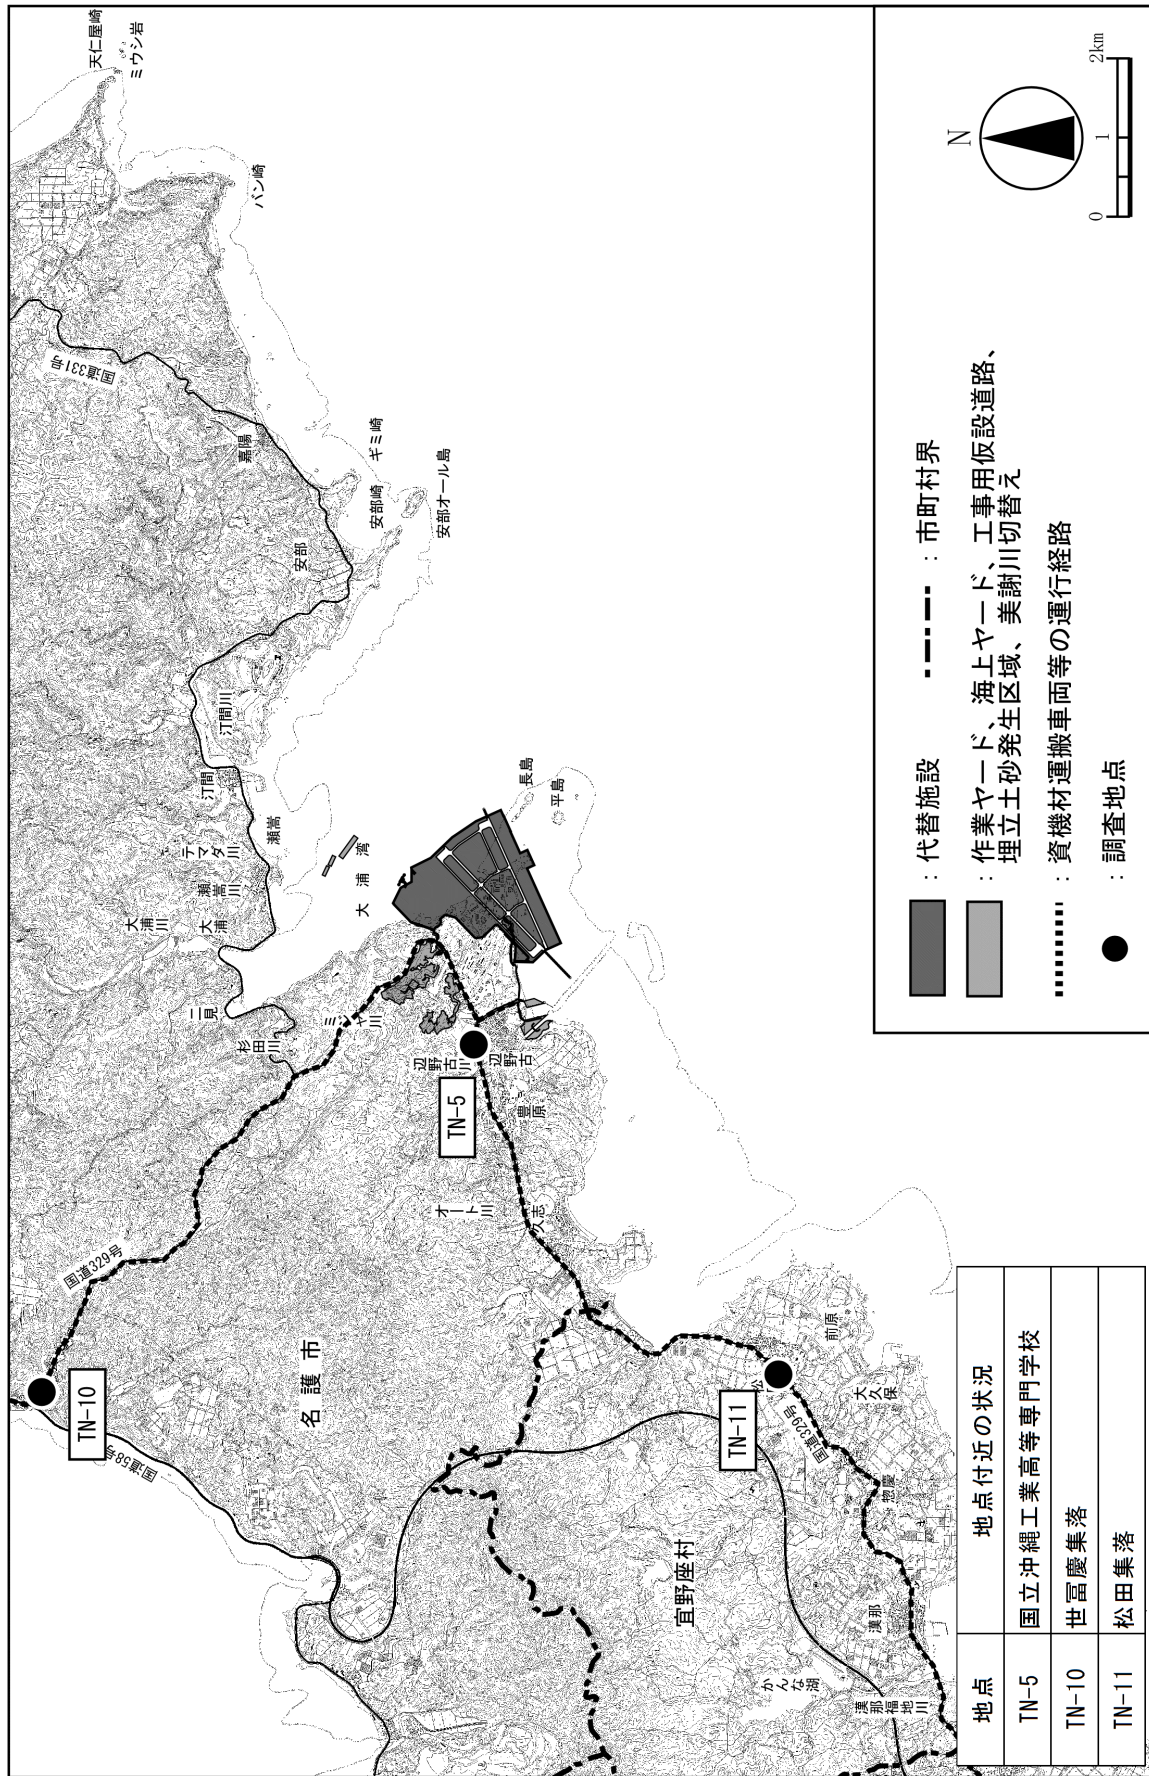 天仁屋崎
ミウシ岩
バン崎
国道331号
嘉陽
ギミ崎
安部崎
安部オール島
安部
汀間川
汀間
瀬嵩
テマダ川
瀬嵩川
大浦川
大浦
大浦湾
二見
杉田川
長島
平島
辺野古川
辺野古
豊原
TN-5
オート川
久志
国道329号
TN-10
国道58号
名護市
前原
大久保
TN-11
国道329号
惣慶
宜野座村
漢那
かんな湖
漢那福地川
N
0 1 2km
：代替施設
：市町村界
：作業ヤード、海上ヤード、工事用仮設道路、
埋立土砂発生区域、美謝川切替え
：資機材運搬車両等の運行経路
：調査地点
地点 地点付近の状況
TN-5 国立沖縄工業高等専門学校
TN-10 世冨慶集落
TN-11 松田集落